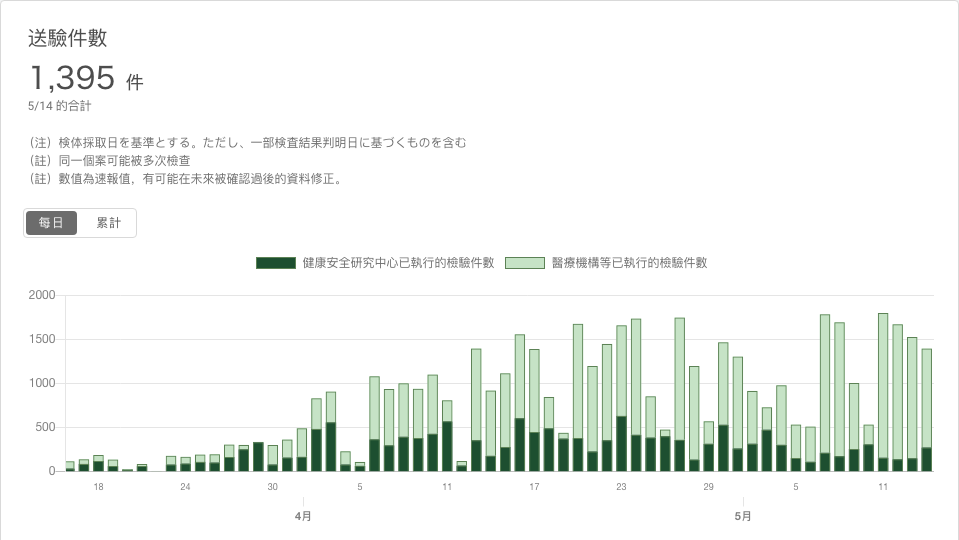 送驗件數
1,395 件
5/14 的合計
（注）検体採取日を基準とする。ただし、一部検査結果判明日に基づくものを含む
（註）同一個案可能被多次檢查
（註）數值為速報值，有可能在未來被確認過後的資料修正。
每日 累計
健康安全研究中心已執行的檢驗件數 醫療機構等已執行的檢驗件數
2000
1500
1000
500
0
18 24 30 5 11 17 23 29 5 11
4月 5月